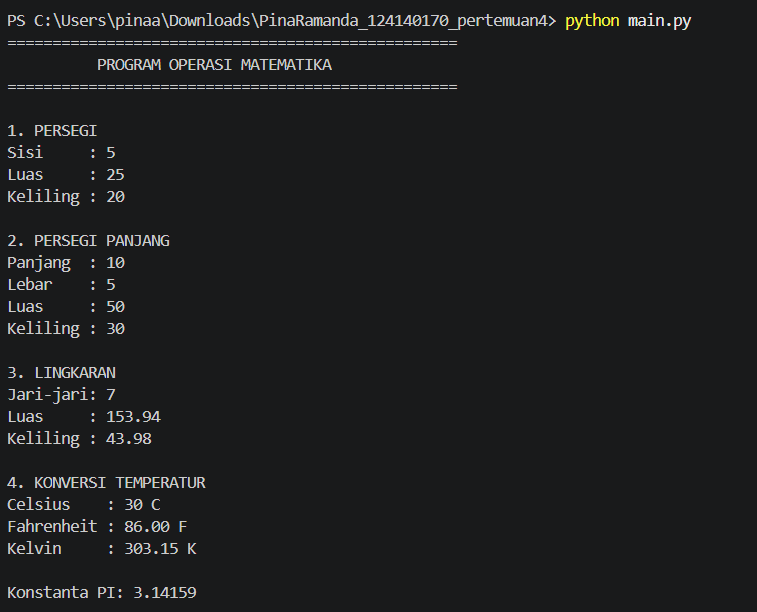 PS C:\Users\pinaa\Downloads\PinaRamanda_124140170_pertemuan4> python main.py
==================================================
          PROGRAM OPERASI MATEMATIKA
==================================================

1. PERSEGI
Sisi     : 5
Luas     : 25
Keliling : 20

2. PERSEGI PANJANG
Panjang  : 10
Lebar    : 5
Luas     : 50
Keliling : 30

3. LINGKARAN
Jari-jari: 7
Luas     : 153.94
Keliling : 43.98

4. KONVERSI TEMPERATUR
Celsius    : 30 C
Fahrenheit : 86.00 F
Kelvin     : 303.15 K

Konstanta PI: 3.14159